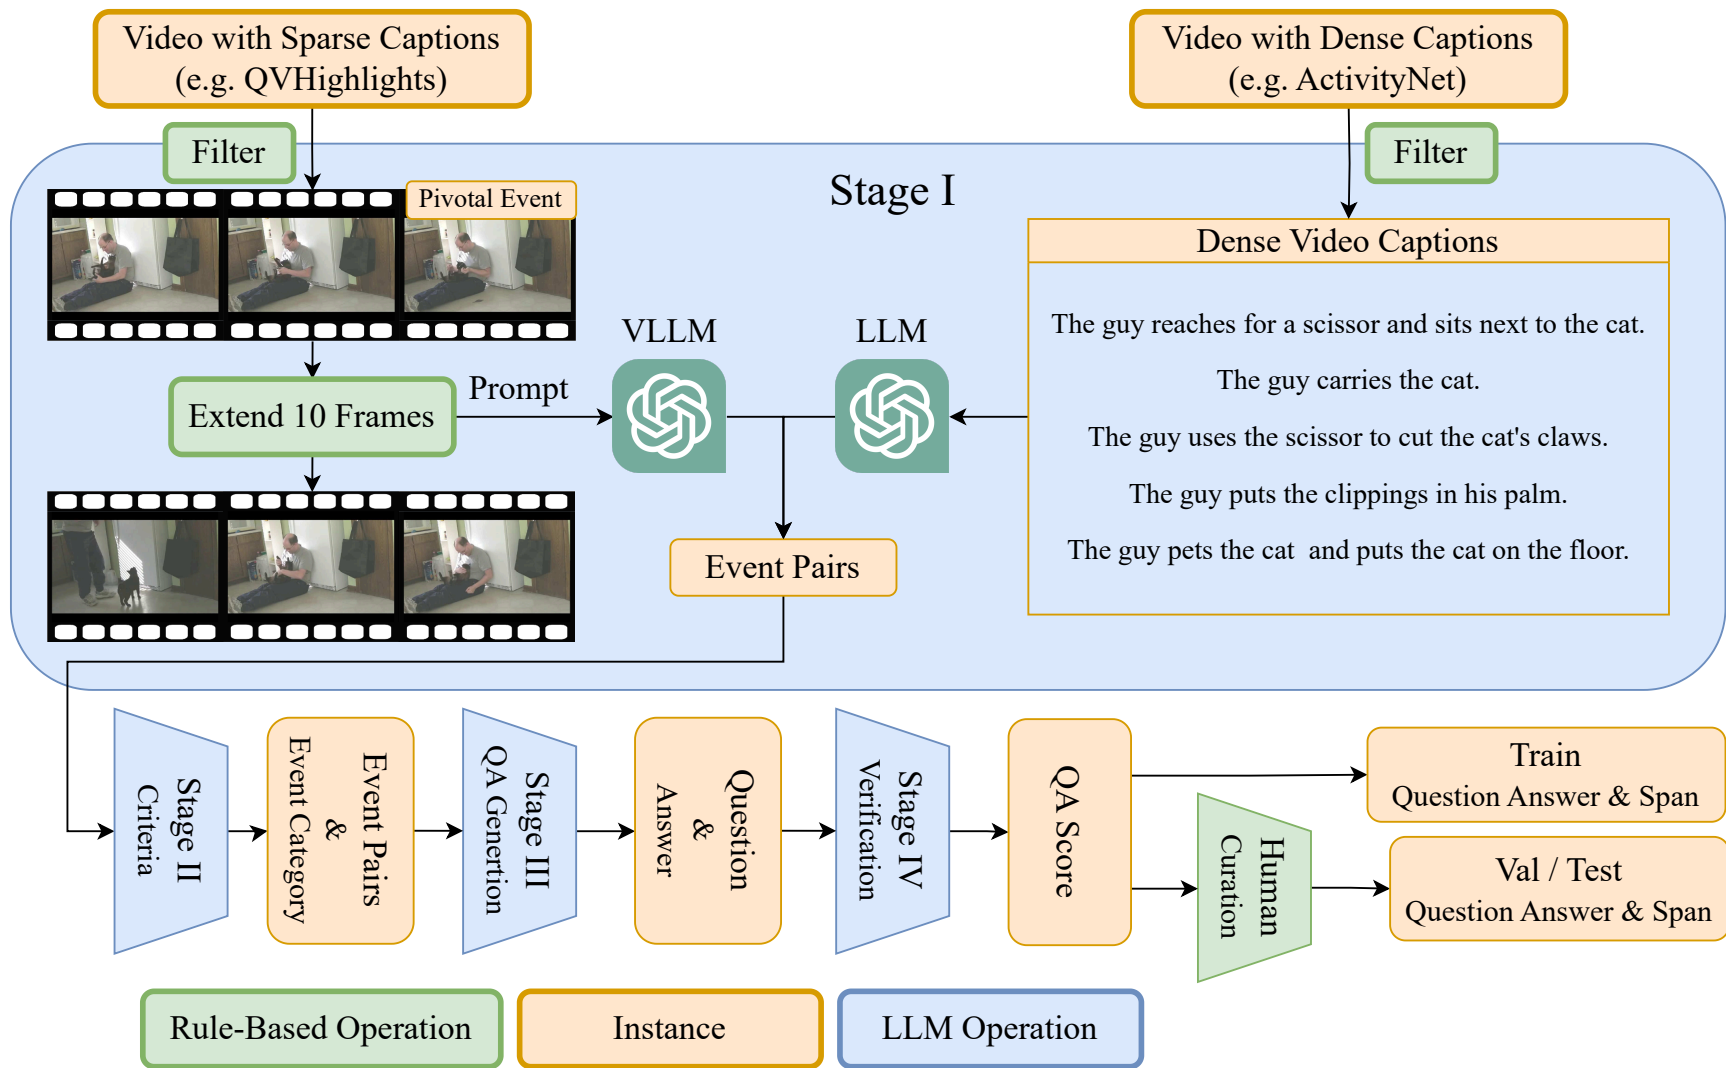 Video with Sparse Captions
(e.g. QVHighlights)
Video with Dense Captions
(e.g. ActivityNet)
Filter
Filter
Stage I
Pivotal Event
Dense Video Captions
The guy reaches for a scissor and sits next to the cat.
The guy carries the cat.
The guy uses the scissor to cut the cat's claws.
The guy puts the clippings in his palm.
The guy pets the cat  and puts the cat on the floor.
VLLM
LLM
Extend 10 Frames
Prompt
Event Pairs
Stage II
Criteria
Event Pairs
&
Event Category
Stage III
QA Genertion
Question
&
Answer
Stage IV
Verification
QA Score
Human
Curation
Train
Question Answer & Span
Val / Test
Question Answer & Span
Rule-Based Operation
Instance
LLM Operation